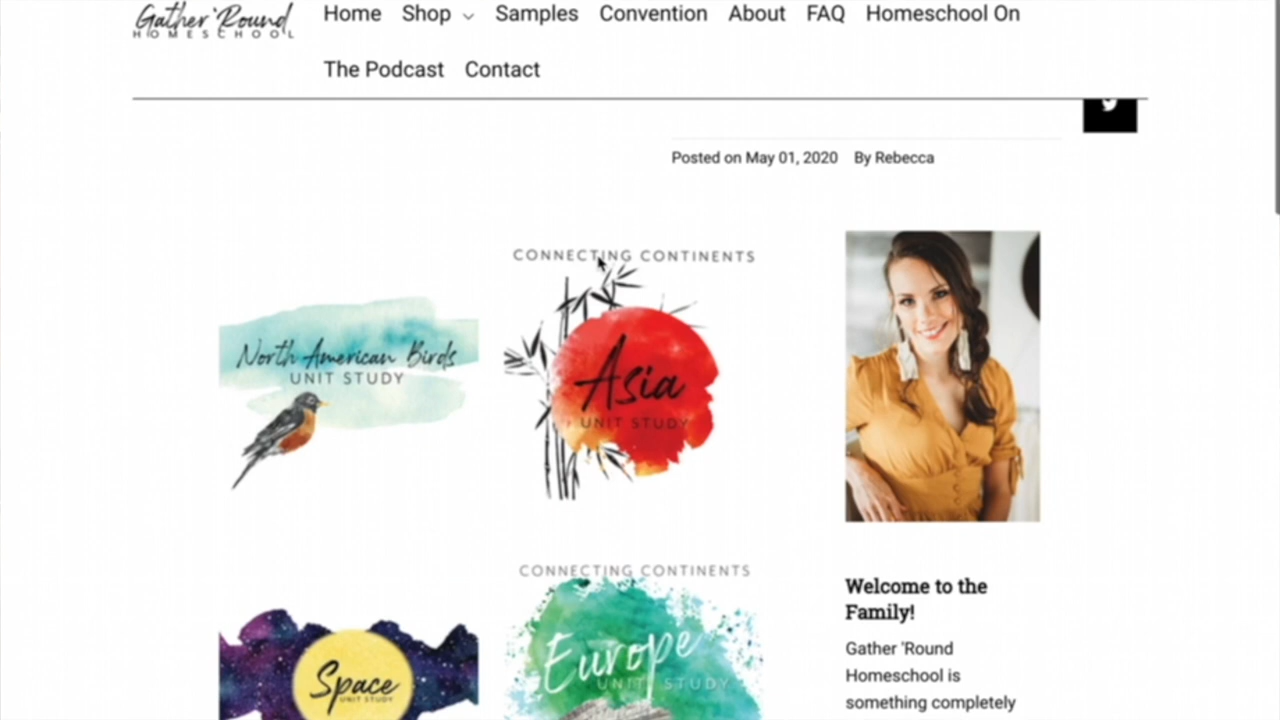 Gather 'Round
HOMESCHOOL
Home Shop Samples Convention About FAQ Homeschool On
The Podcast Contact
Posted on May 01, 2020 By Rebecca
North American Birds
UNIT STUDY
CONNECTING CONTINENTS
Asia
UNIT STUDY
Space
UNIT STUDY
CONNECTING CONTINENTS
Europe
UNIT STUDY
Welcome to the
Family!
Gather 'Round
Homeschool is
something completely